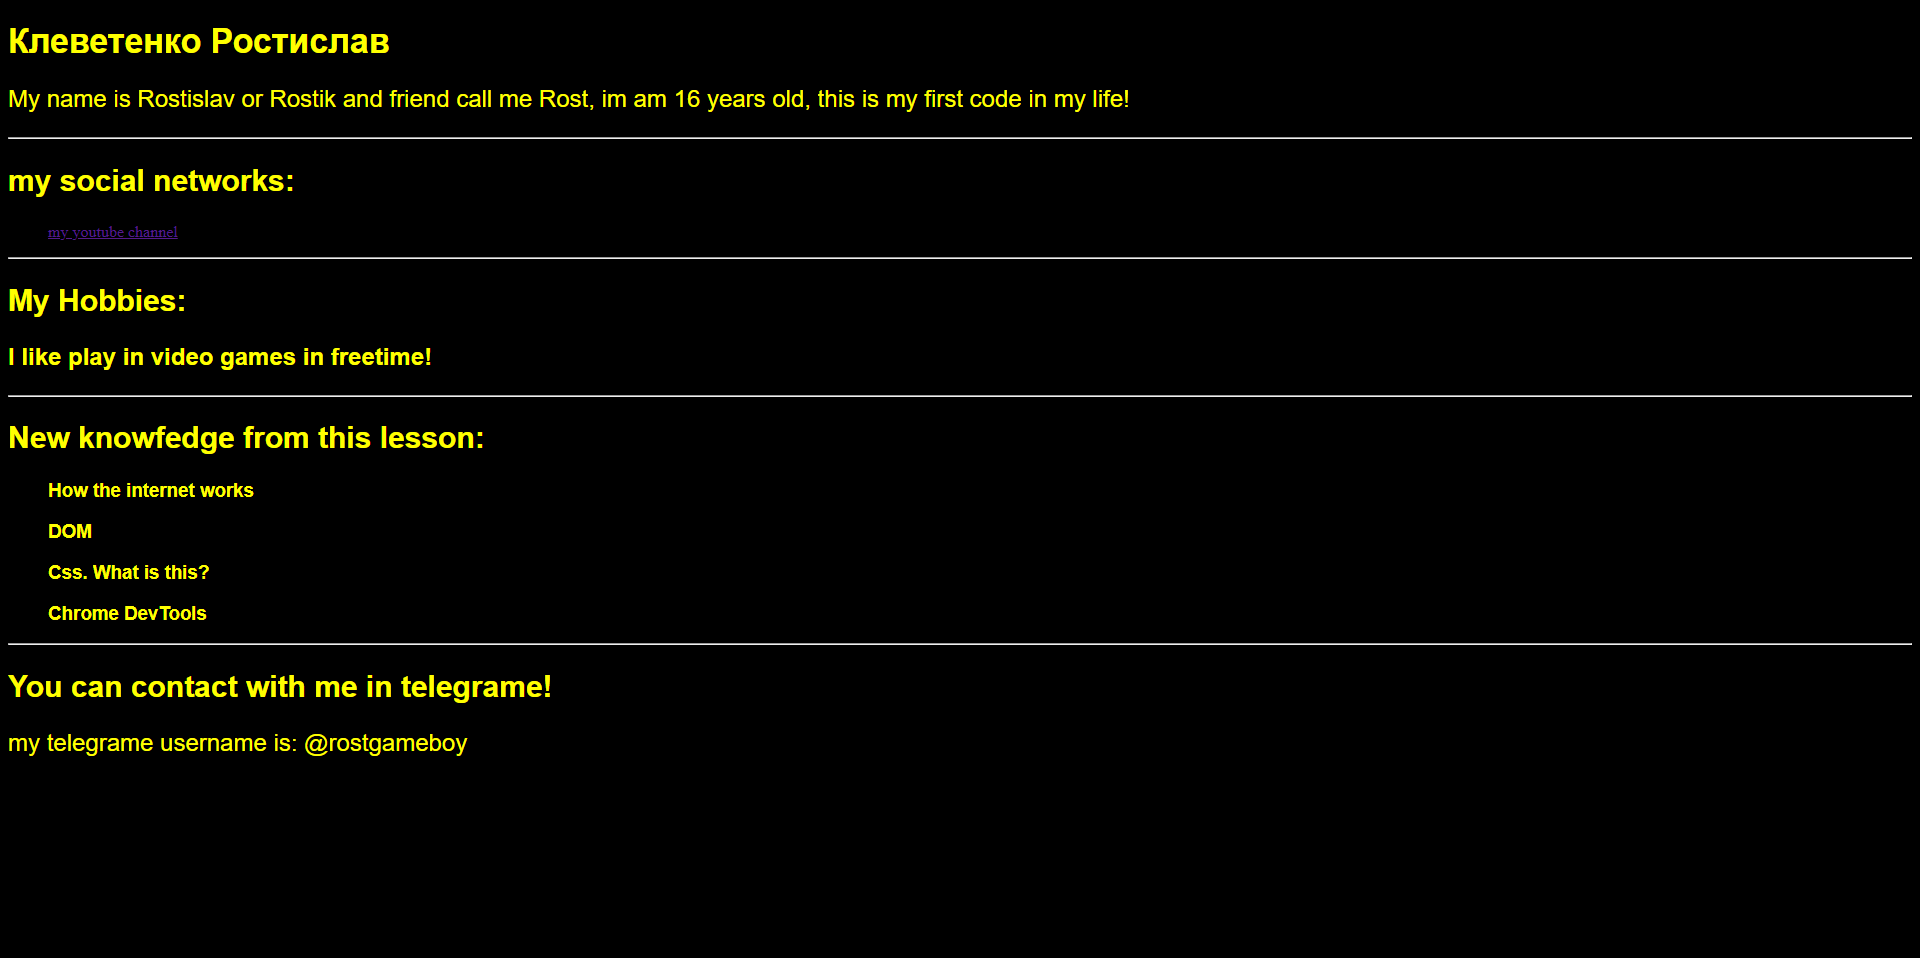 Клеветенко Ростислав
My name is Rostislav or Rostik and friend call me Rost, im am 16 years old, this is my first code in my life!
my social networks:
my youtube channel
My Hobbies:
I like play in video games in freetime!
New knowfedge from this lesson:
How the internet works
DOM
Css. What is this?
Chrome DevTools
You can contact with me in telegrame!
my telegrame username is: @rostgameboy